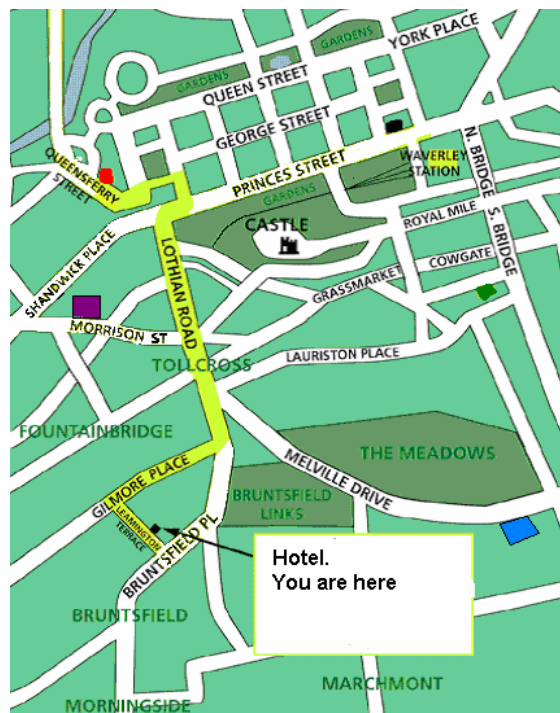 YORK PLACE
GARDENS
QUEEN STREET
GARDENS
GEORGE STREET
PRINCES STREET
WAVERLEY
STATION
N. BRIDGE
S. BRIDGE
QUEENSFERRY
STREET
GARDENS
CASTLE
ROYAL MILE
COWGATE
GRASSMARKET
SHANDWICK PLACE
LOTHIAN ROAD
MORRISON ST
TOLLCROSS
LAURISTON PLACE
FOUNTAINBRIDGE
THE MEADOWS
MELVILLE DRIVE
GILMORE PLACE
BRUNTSFIELD
LINKS
LEAMINGTON
TERRACE
BRUNTSFIELD PL
Hotel.
You are here
BRUNTSFIELD
MARCHMONT
MORNINGSIDE